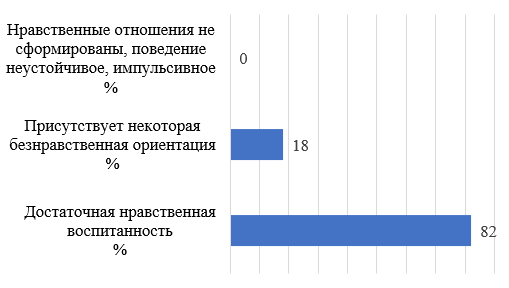 Нравственные отношения не
сформированы, поведение
неустойчивое, импульсивное
%
0
Присутствует некоторая
безнравственная ориентация
%
18
Достаточная нравственная
воспитанность
%
82